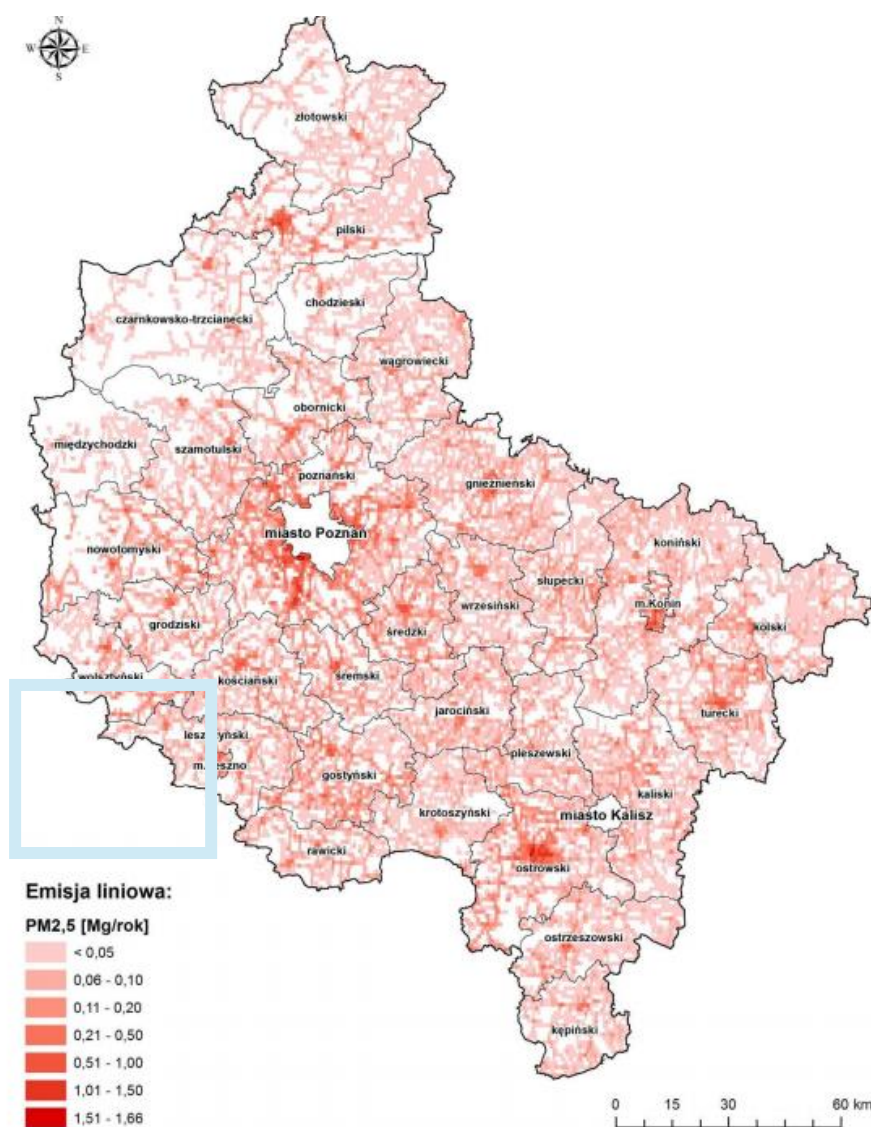 N
W E
S
złotowski
pilski
chodzieski
czarnkowsko-trzcianecki
wągrowiecki
obornicki
międzychodzki
szamotulski
poznański
gnieźnieński
miasto Poznań
nowotomyski
koniński
słupecki
wrzesiński
m.Konin
grodziski
średzki
kolski
wolsztyński
kościański
śremski
jarociński
turecki
leszczyński
pleszewski
gostyński
kaliski
krotoszyński
miasto Kalisz
rawicki
ostrowski
Emisja liniowa:
PM2,5 [Mg/rok]
< 0,05
0,06 - 0,10
0,11 - 0,20
0,21 - 0,50
0,51 - 1,00
1,01 - 1,50
1,51 - 1,66
ostrzeszowski
kępiński
0 15 30 60 km